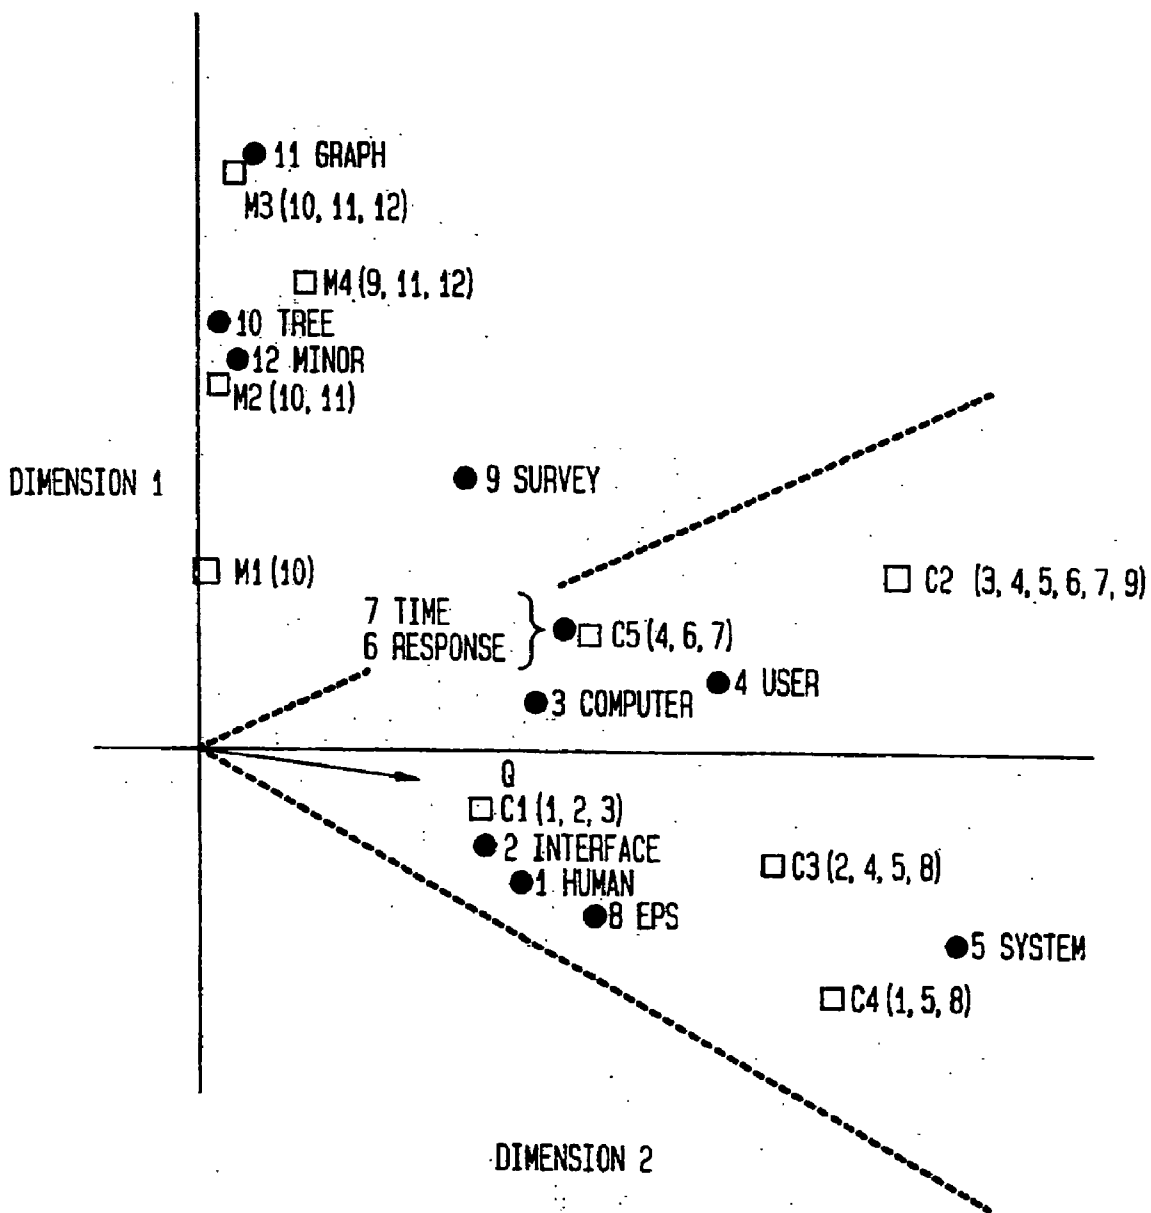 11 GRAPH
M3 (10, 11, 12)
M4 (9, 11, 12)
10 TREE
12 MINOR
M2 (10, 11)
DIMENSION 1
9 SURVEY
M1 (10)
C2 (3, 4, 5, 6, 7, 9)
7 TIME
6 RESPONSE
C5 (4, 6, 7)
4 USER
3 COMPUTER
Q
C1 (1, 2, 3)
2 INTERFACE
C3 (2, 4, 5, 8)
1 HUMAN
8 EPS
5 SYSTEM
C4 (1, 5, 8)
DIMENSION 2